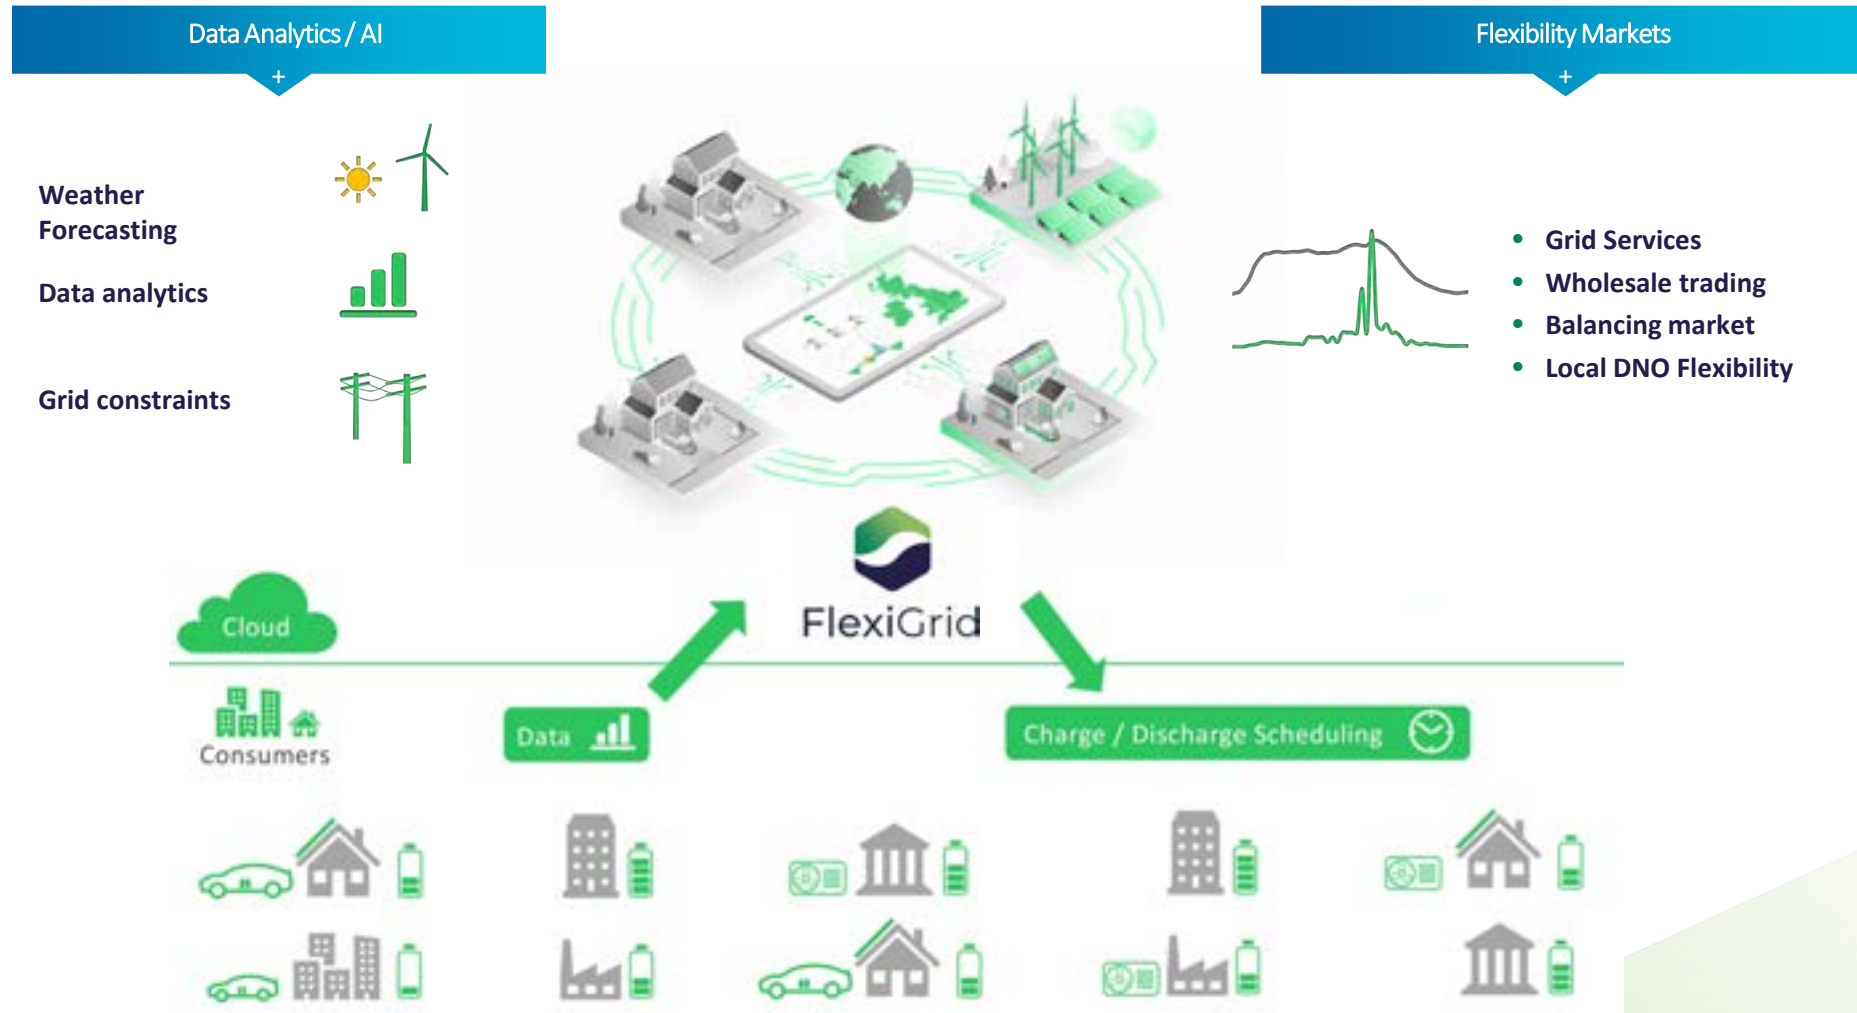 Data Analytics / AI
+
Flexibility Markets
+
Weather
Forecasting
Data analytics
Grid constraints
• Grid Services
• Wholesale trading
• Balancing market
• Local DNO Flexibility
FlexiGrid
Cloud
Consumers
Data
Charge / Discharge Scheduling